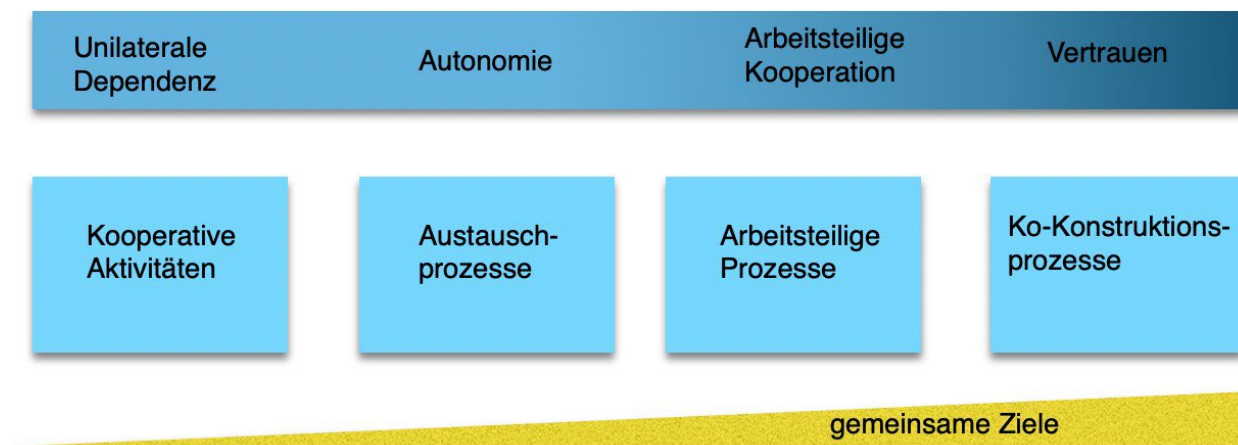 Unilaterale
Dependenz
Autonomie
Arbeitsteilige
Kooperation
Vertrauen
Kooperative
Aktivitäten
Austausch-
prozesse
Arbeitsteilige
Prozesse
Ko-Konstruktions-
prozesse
gemeinsame Ziele